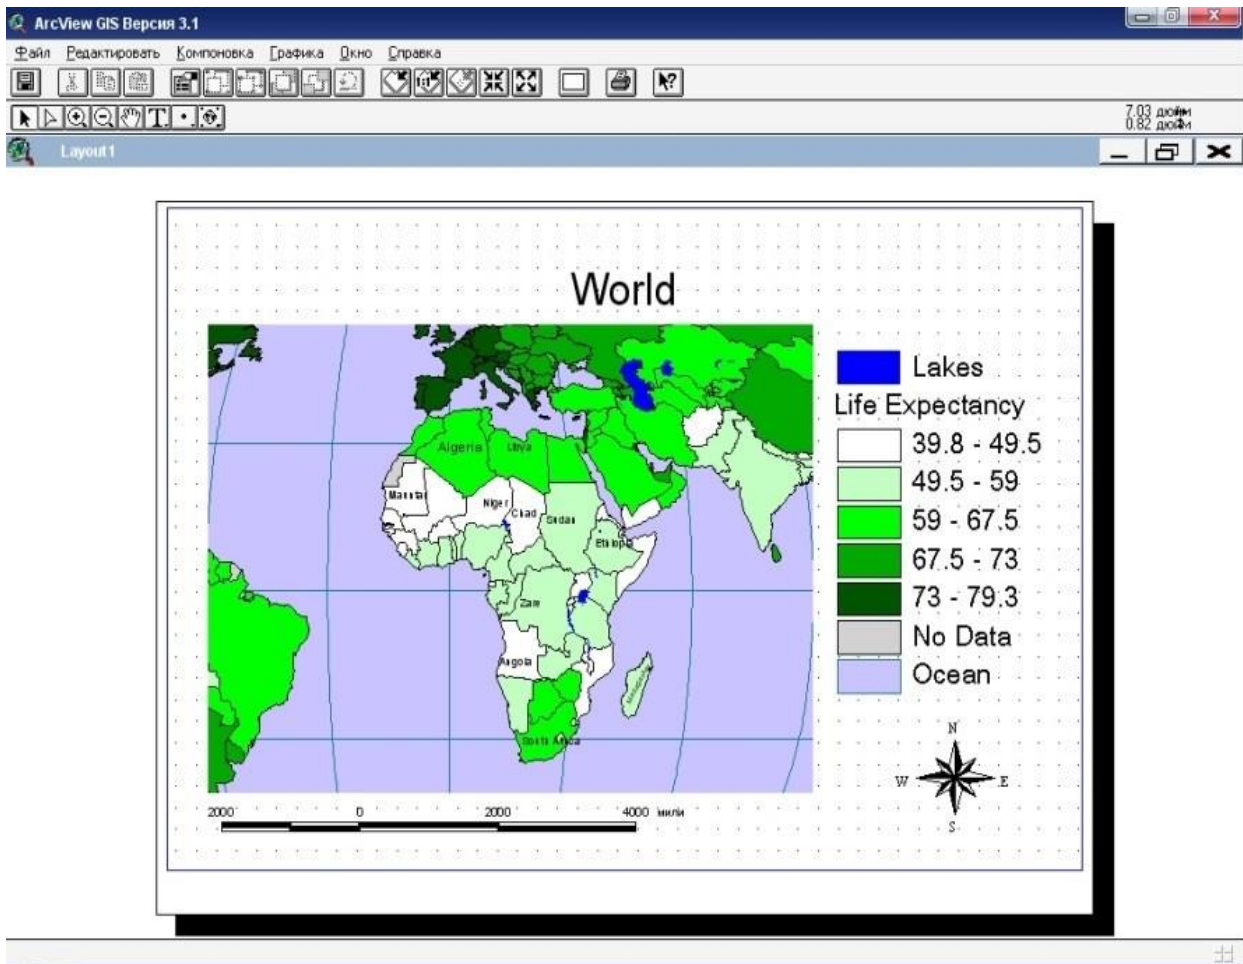 ArcView GIS Версия 3.1
Файл Редактировать Компоновка Графика Окно Справка
7.03 дюйм
0.82 дюйм
Layout1
World
Lakes
Life Expectancy
39.8 - 49.5
49.5 - 59
59 - 67.5
67.5 - 73
73 - 79.3
No Data
Ocean
Algeria
Libya
Niger
Chad
Sudan
Ethiopia
Zaire
Angola
South Africa
N
W E
S
2000 0 2000 4000 мили